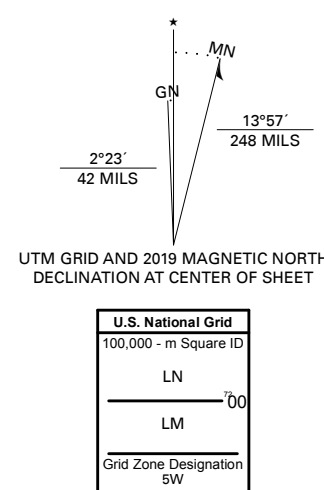 ★
MN
GN
13°57´
248 MILS
2°23´
42 MILS
UTM GRID AND 2019 MAGNETIC NORTH
DECLINATION AT CENTER OF SHEET
U.S. National Grid
100,000 - m Square ID
LN
7200
LM
Grid Zone Designation
5W